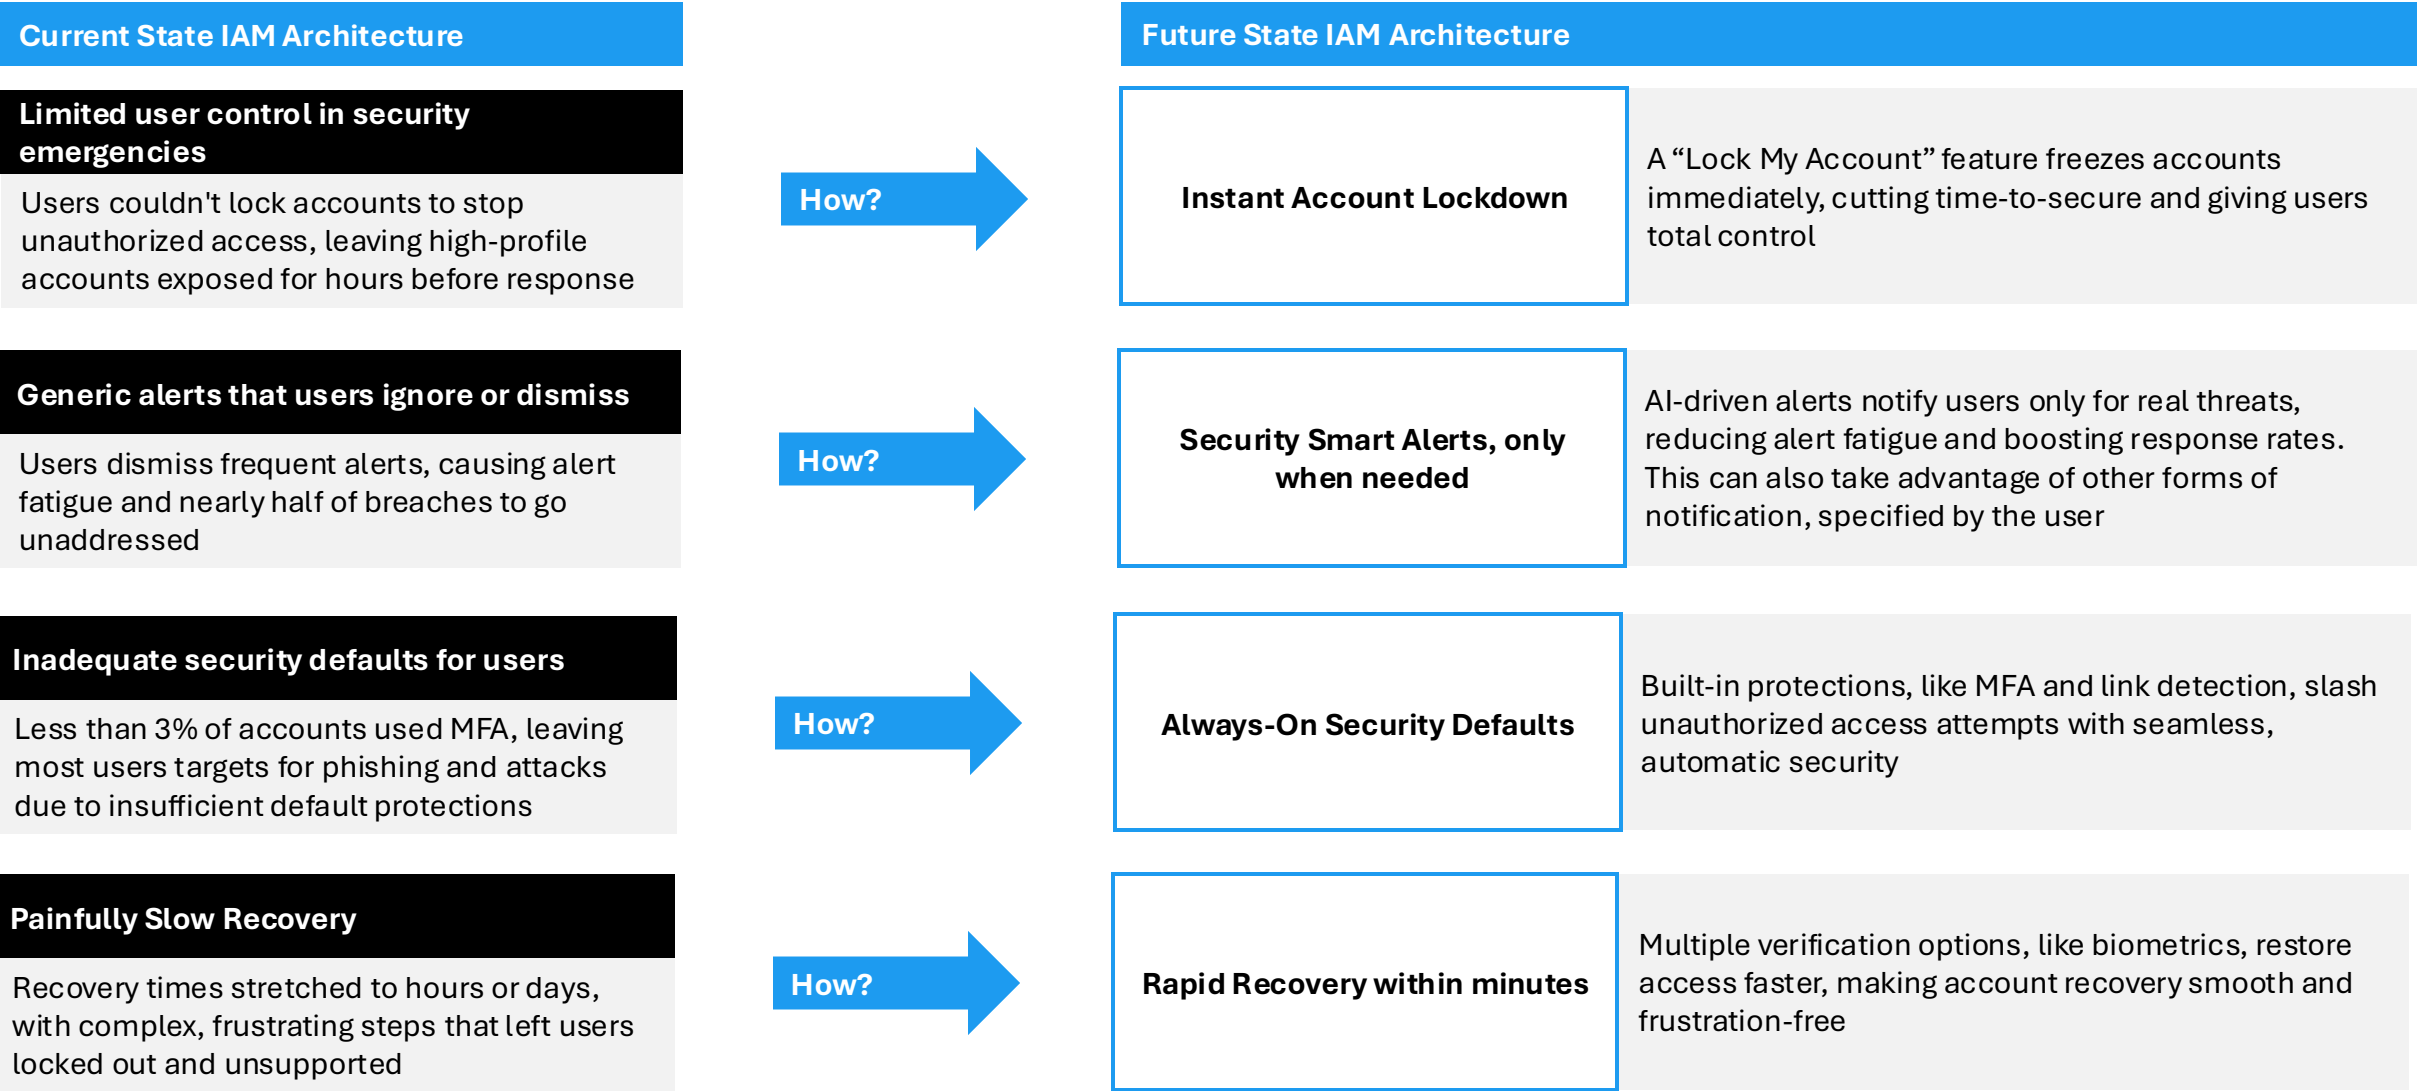 Current State IAM Architecture
Future State IAM Architecture
Limited user control in security
emergencies
Users couldn't lock accounts to stop
unauthorized access, leaving high-profile
accounts exposed for hours before response
How?
Instant Account Lockdown
A “Lock My Account” feature freezes accounts
immediately, cutting time-to-secure and giving users
total control
Generic alerts that users ignore or dismiss
Users dismiss frequent alerts, causing alert
fatigue and nearly half of breaches to go
unaddressed
How?
Security Smart Alerts, only
when needed
AI-driven alerts notify users only for real threats,
reducing alert fatigue and boosting response rates.
This can also take advantage of other forms of
notification, specified by the user
Inadequate security defaults for users
Less than 3% of accounts used MFA, leaving
most users targets for phishing and attacks
due to insufficient default protections
How?
Always-On Security Defaults
Built-in protections, like MFA and link detection, slash
unauthorized access attempts with seamless,
automatic security
Painfully Slow Recovery
Recovery times stretched to hours or days,
with complex, frustrating steps that left users
locked out and unsupported
How?
Rapid Recovery within minutes
Multiple verification options, like biometrics, restore
access faster, making account recovery smooth and
frustration-free